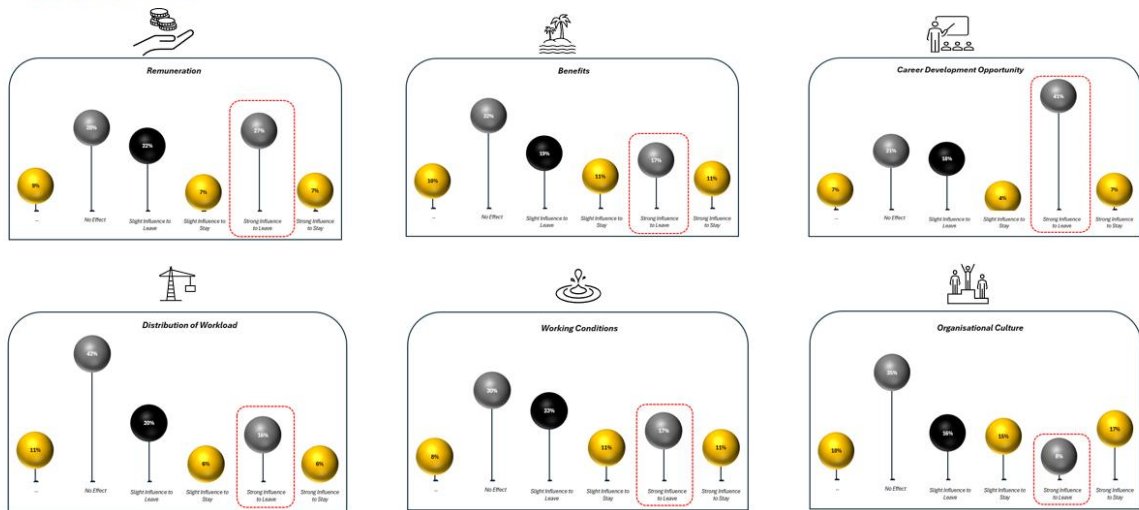 Remuneration
8%
22%
7%
27%
7%
...
No Effect
Slight Influence to
Leave
Slight Influence to
Stay
Strong Influence
to Leave
Strong Influence
to Stay
Benefits
10%
32%
19%
11%
17%
11%
...
No Effect
Slight Influence to
Leave
Slight Influence to
Stay
Strong Influence
to Leave
Strong Influence
to Stay
Career Development Opportunity
7%
21%
18%
4%
41%
7%
...
No Effect
Slight Influence to
Leave
Slight Influence to
Stay
Strong Influence
to Leave
Strong Influence
to Stay
Distribution of Workload
11%
42%
20%
6%
16%
6%
...
No Effect
Slight Influence to
Leave
Slight Influence to
Stay
Strong Influence
to Leave
Strong Influence
to Stay
Working Conditions
8%
30%
23%
11%
17%
11%
...
No Effect
Slight Influence to
Leave
Slight Influence to
Stay
Strong Influence
to Leave
Strong Influence
to Stay
Organisational Culture
10%
35%
16%
15%
17%
...
No Effect
Slight Influence to
Leave
Slight Influence to
Stay
Strong Influence
to Leave
Strong Influence
to Stay